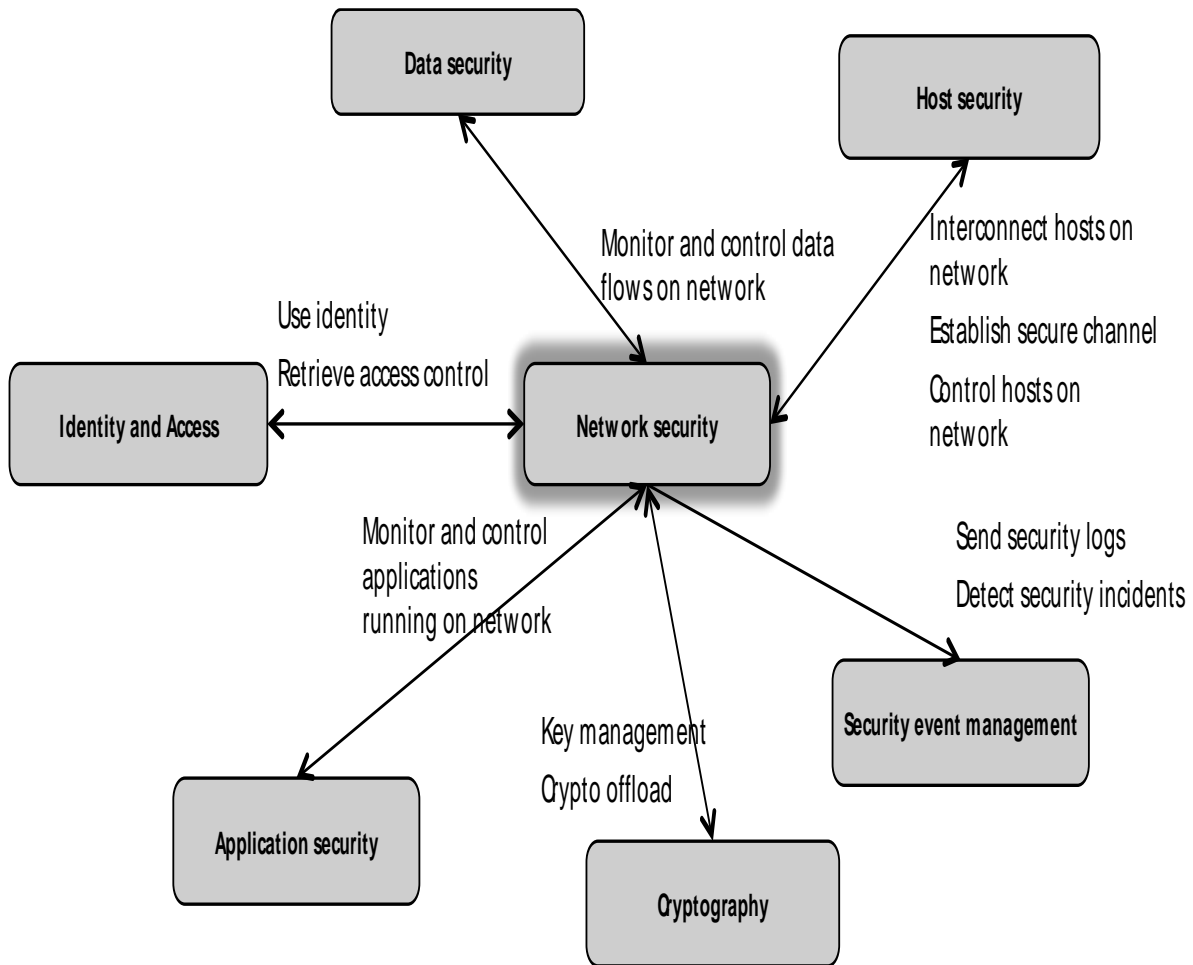 Data security
Host security
Monitor and control data
flows on network
Interconnect hosts on
network
Establish secure channel
Control hosts on
network
Use identity
Retrieve access control
Identity and Access
Network security
Monitor and control
applications
running on network
Send security logs
Detect security incidents
Key management
Crypto offload
Security event management
Application security
Cryptography